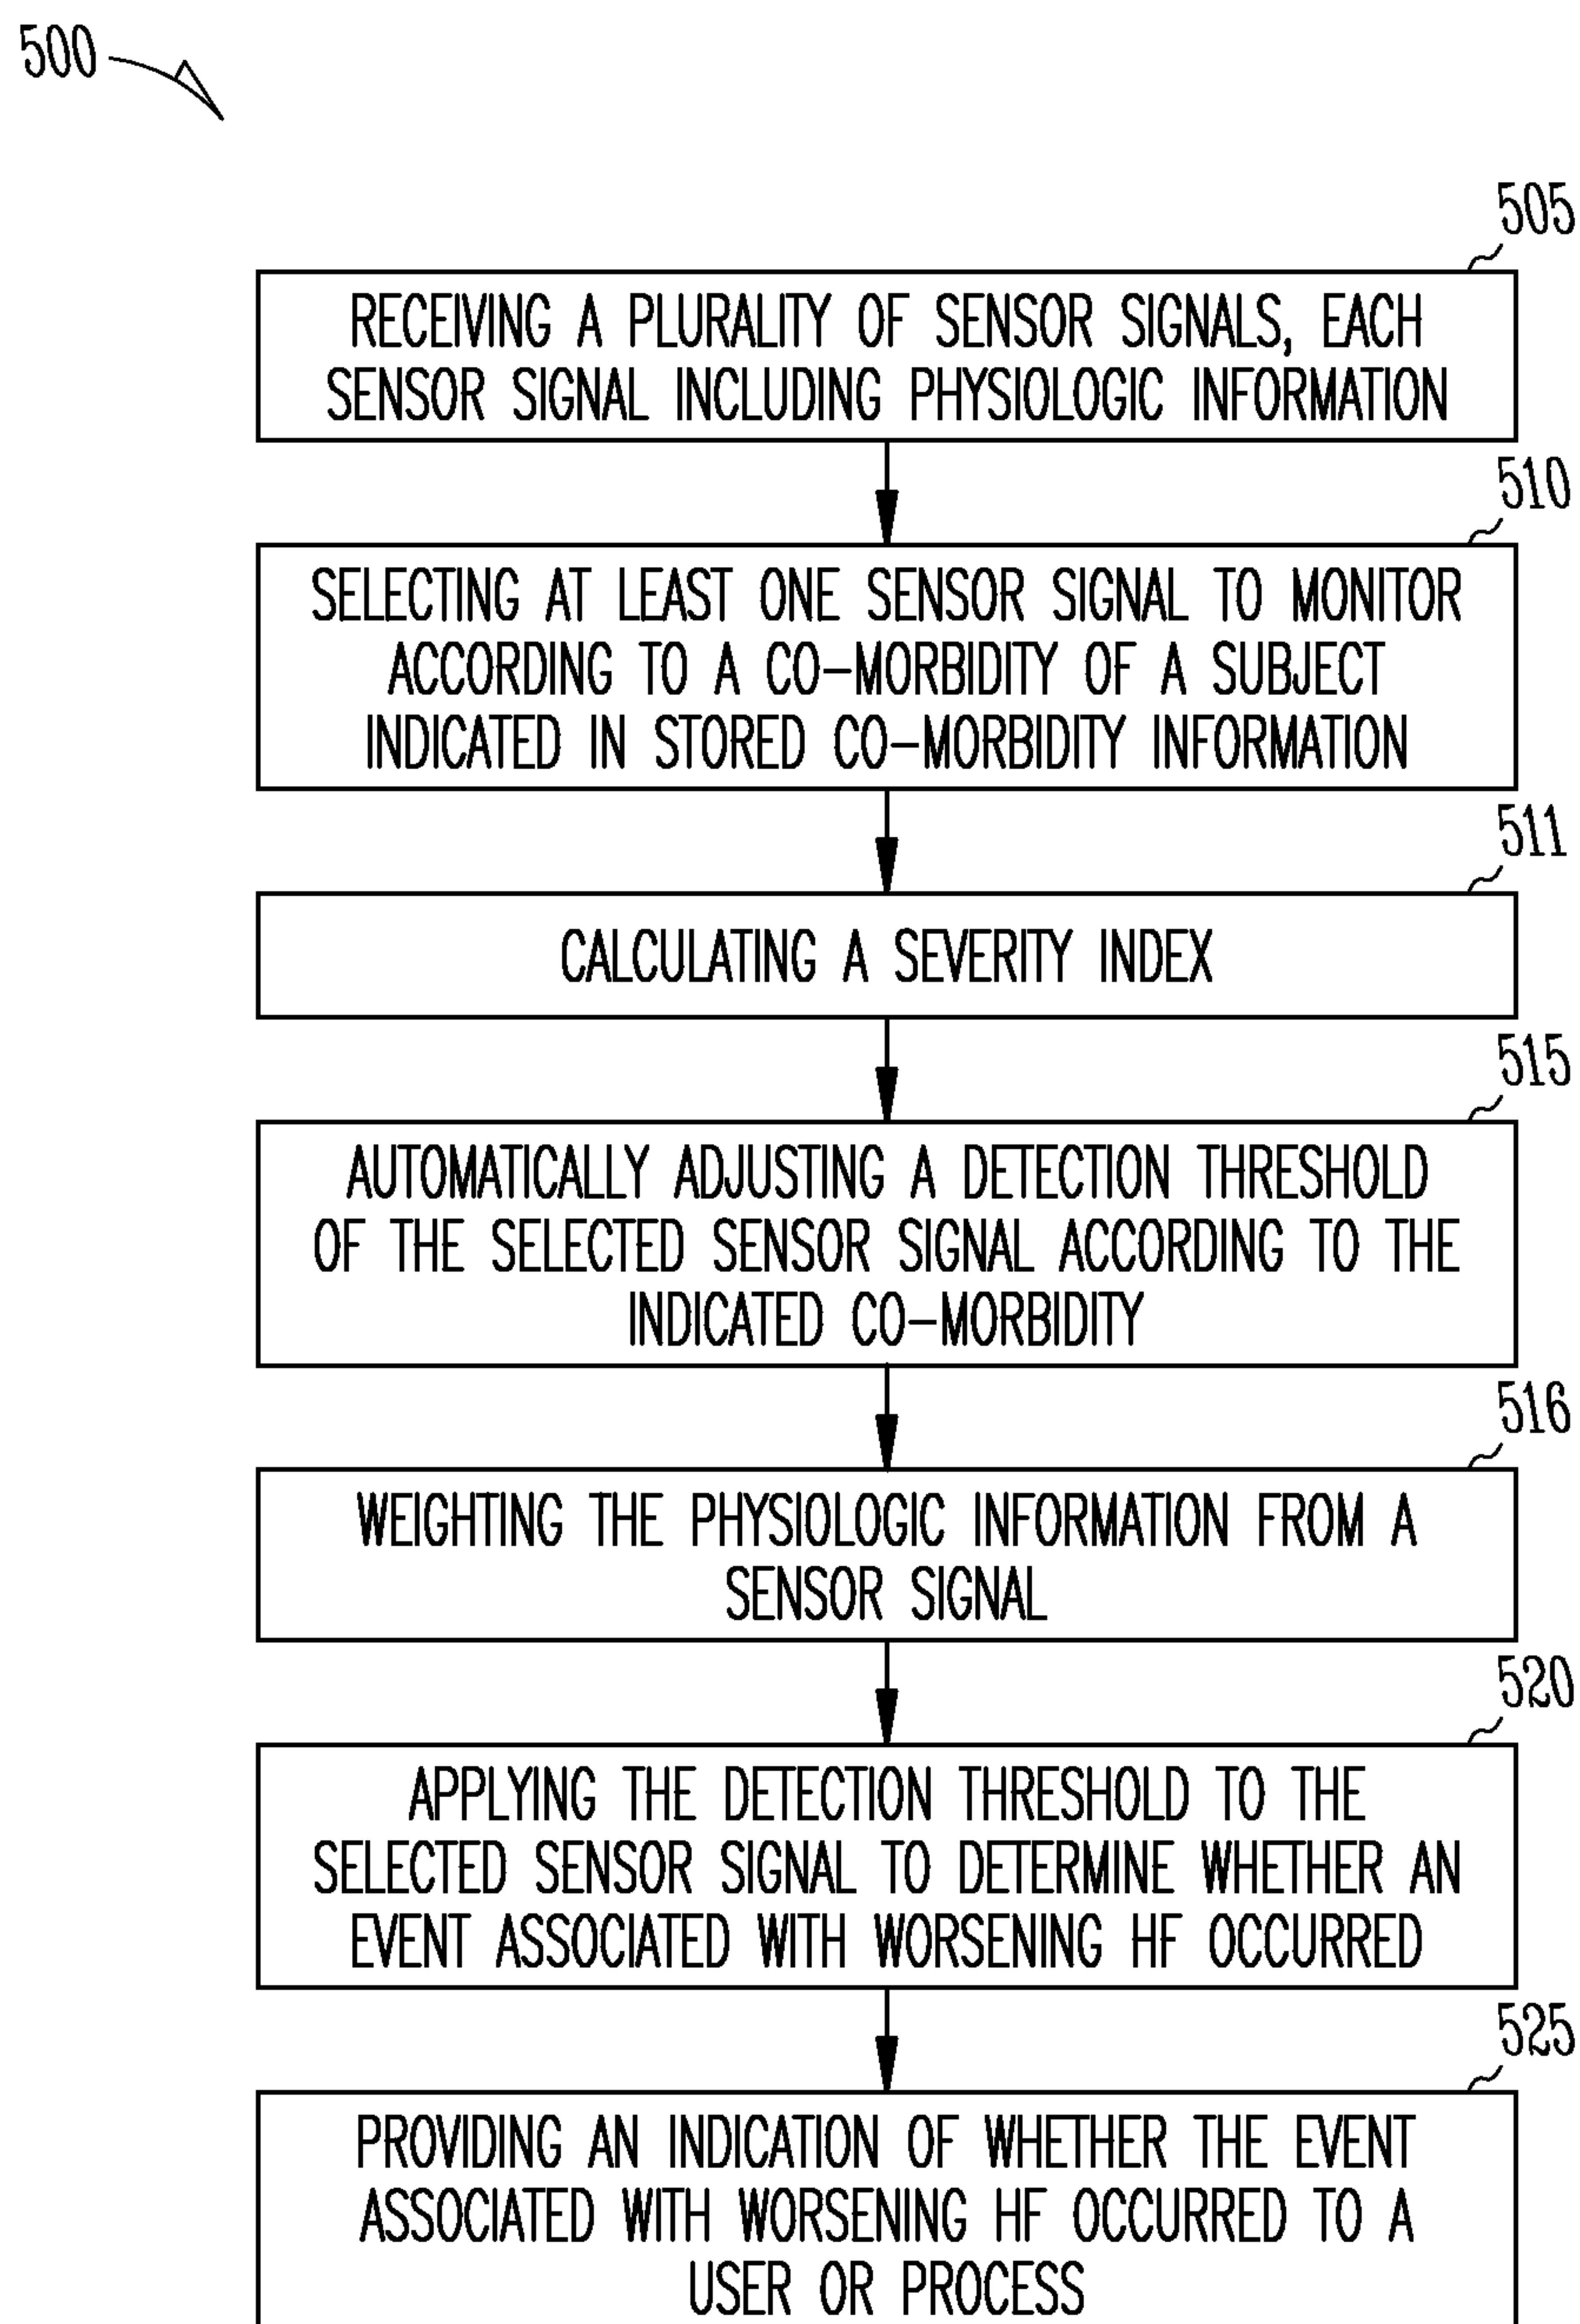 500
505
RECEIVING A PLURALITY OF SENSOR SIGNALS, EACH
SENSOR SIGNAL INCLUDING PHYSIOLOGIC INFORMATION
510
SELECTING AT LEAST ONE SENSOR SIGNAL TO MONITOR
ACCORDING TO A CO-MORBIDITY OF A SUBJECT
INDICATED IN STORED CO-MORBIDITY INFORMATION
511
CALCULATING A SEVERITY INDEX
515
AUTOMATICALLY ADJUSTING A DETECTION THRESHOLD
OF THE SELECTED SENSOR SIGNAL ACCORDING TO THE
INDICATED CO-MORBIDITY
516
WEIGHTING THE PHYSIOLOGIC INFORMATION FROM A
SENSOR SIGNAL
520
APPLYING THE DETECTION THRESHOLD TO THE
SELECTED SENSOR SIGNAL TO DETERMINE WHETHER AN
EVENT ASSOCIATED WITH WORSENING HF OCCURRED
525
PROVIDING AN INDICATION OF WHETHER THE EVENT
ASSOCIATED WITH WORSENING HF OCCURRED TO A
USER OR PROCESS